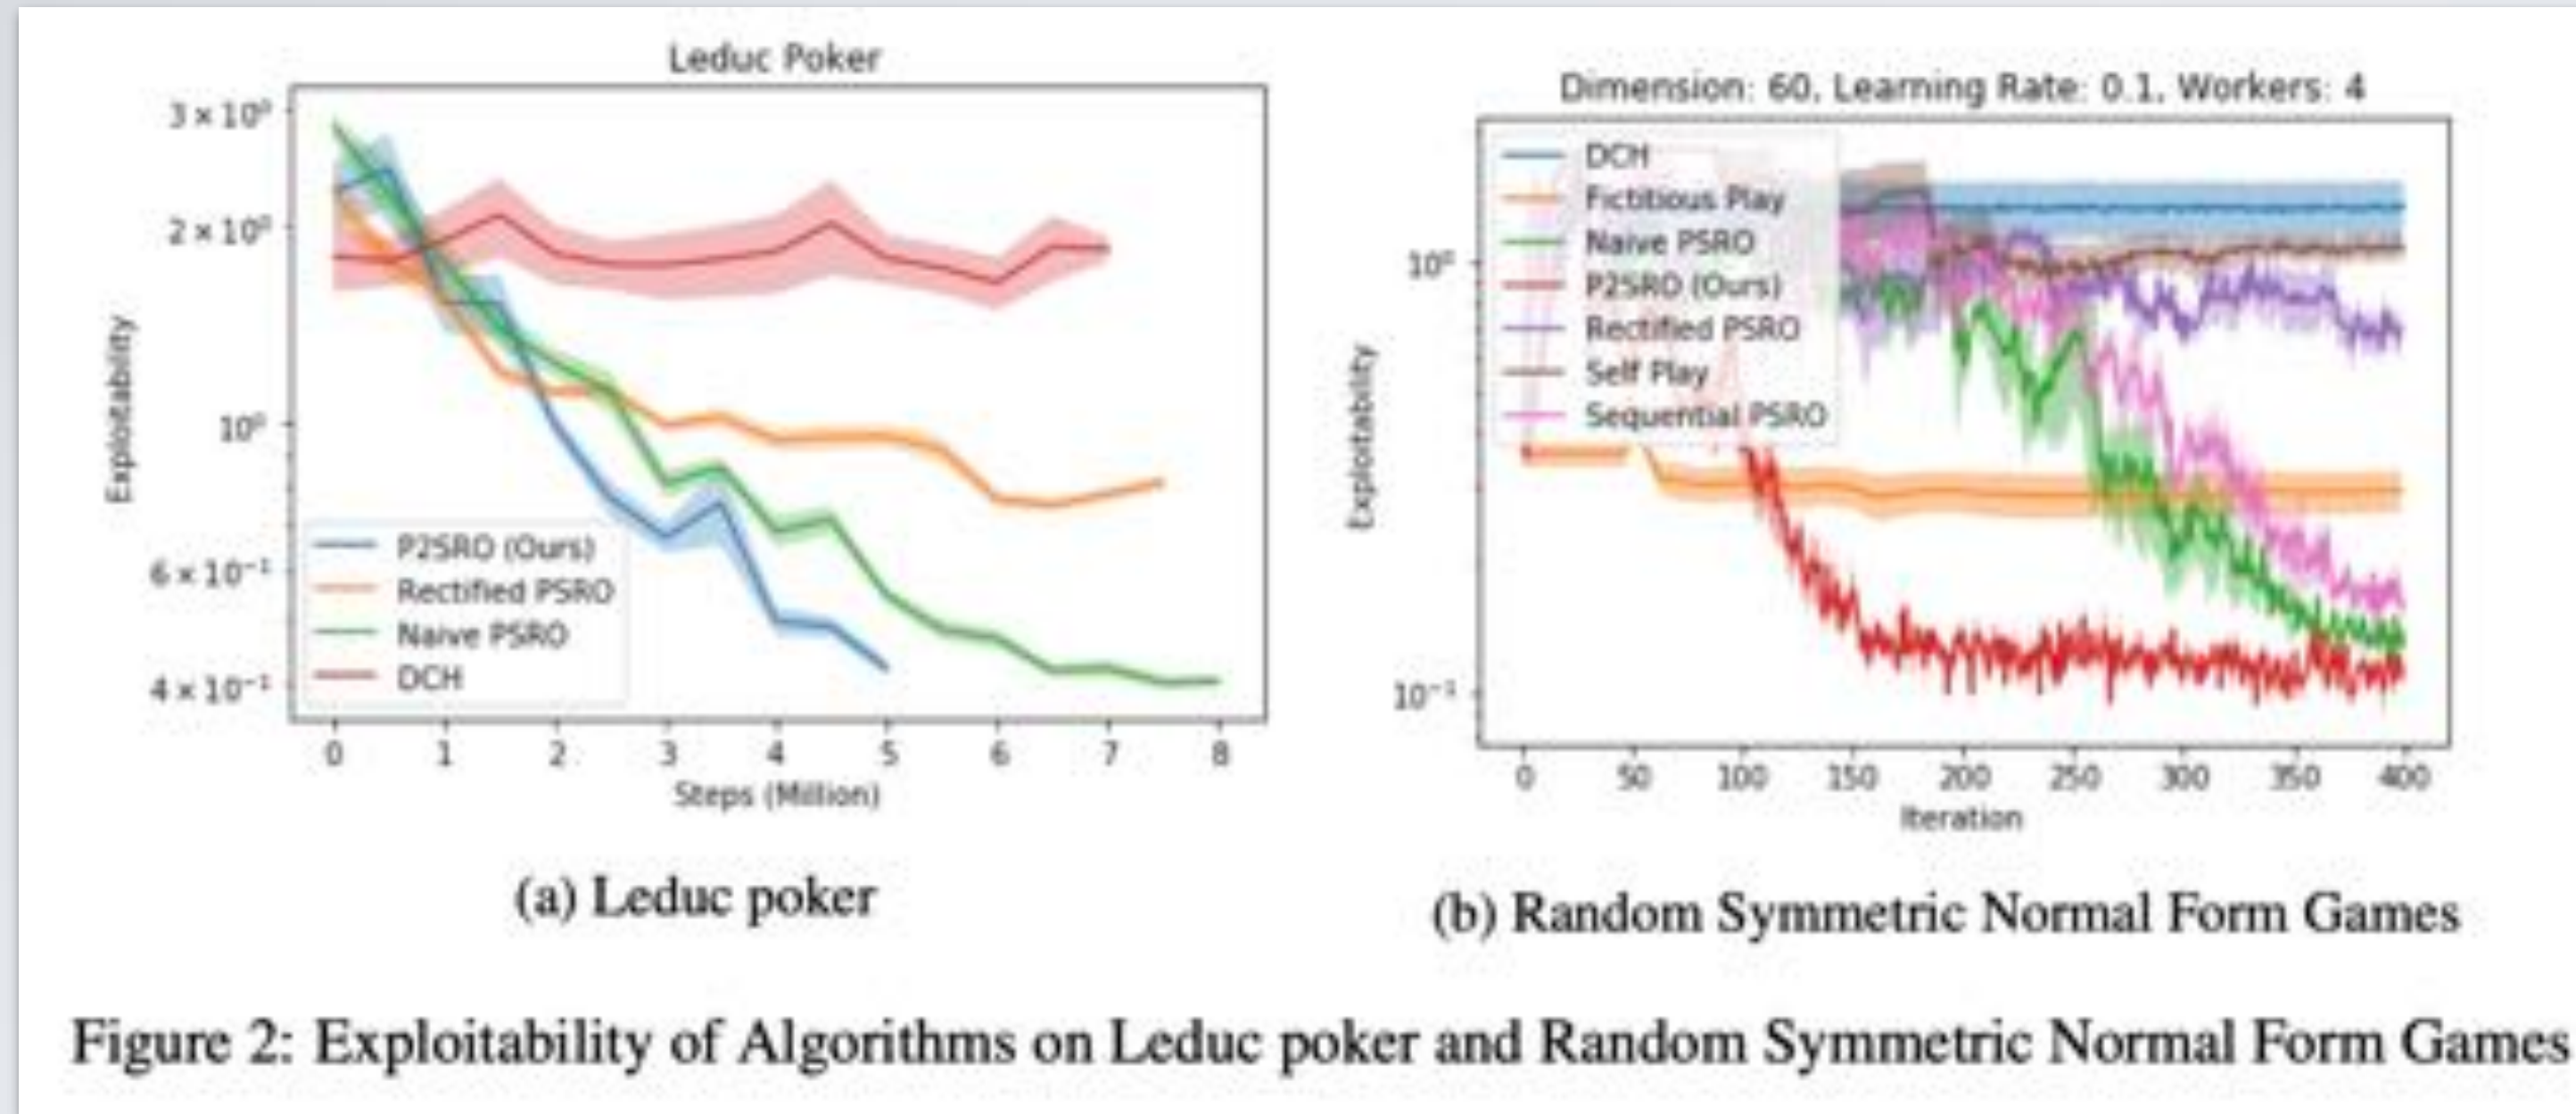 Leduc Poker
3 × 10⁰
2 × 10⁰
10⁰
6 × 10⁻¹
4 × 10⁻¹
Exploitability
P2SRO (Ours)
Rectified PSRO
Naive PSRO
DCH
0 1 2 3 4 5 6 7 8
Steps (Million)
(a) Leduc poker
Dimension: 60, Learning Rate: 0.1, Workers: 4
10⁰
10⁻¹
Exploitability
DCH
Fictitious Play
Naive PSRO
P2SRO (Ours)
Rectified PSRO
Self Play
Sequential PSRO
0 50 100 150 200 250 300 350 400
Iteration
(b) Random Symmetric Normal Form Games
Figure 2: Exploitability of Algorithms on Leduc poker and Random Symmetric Normal Form Games